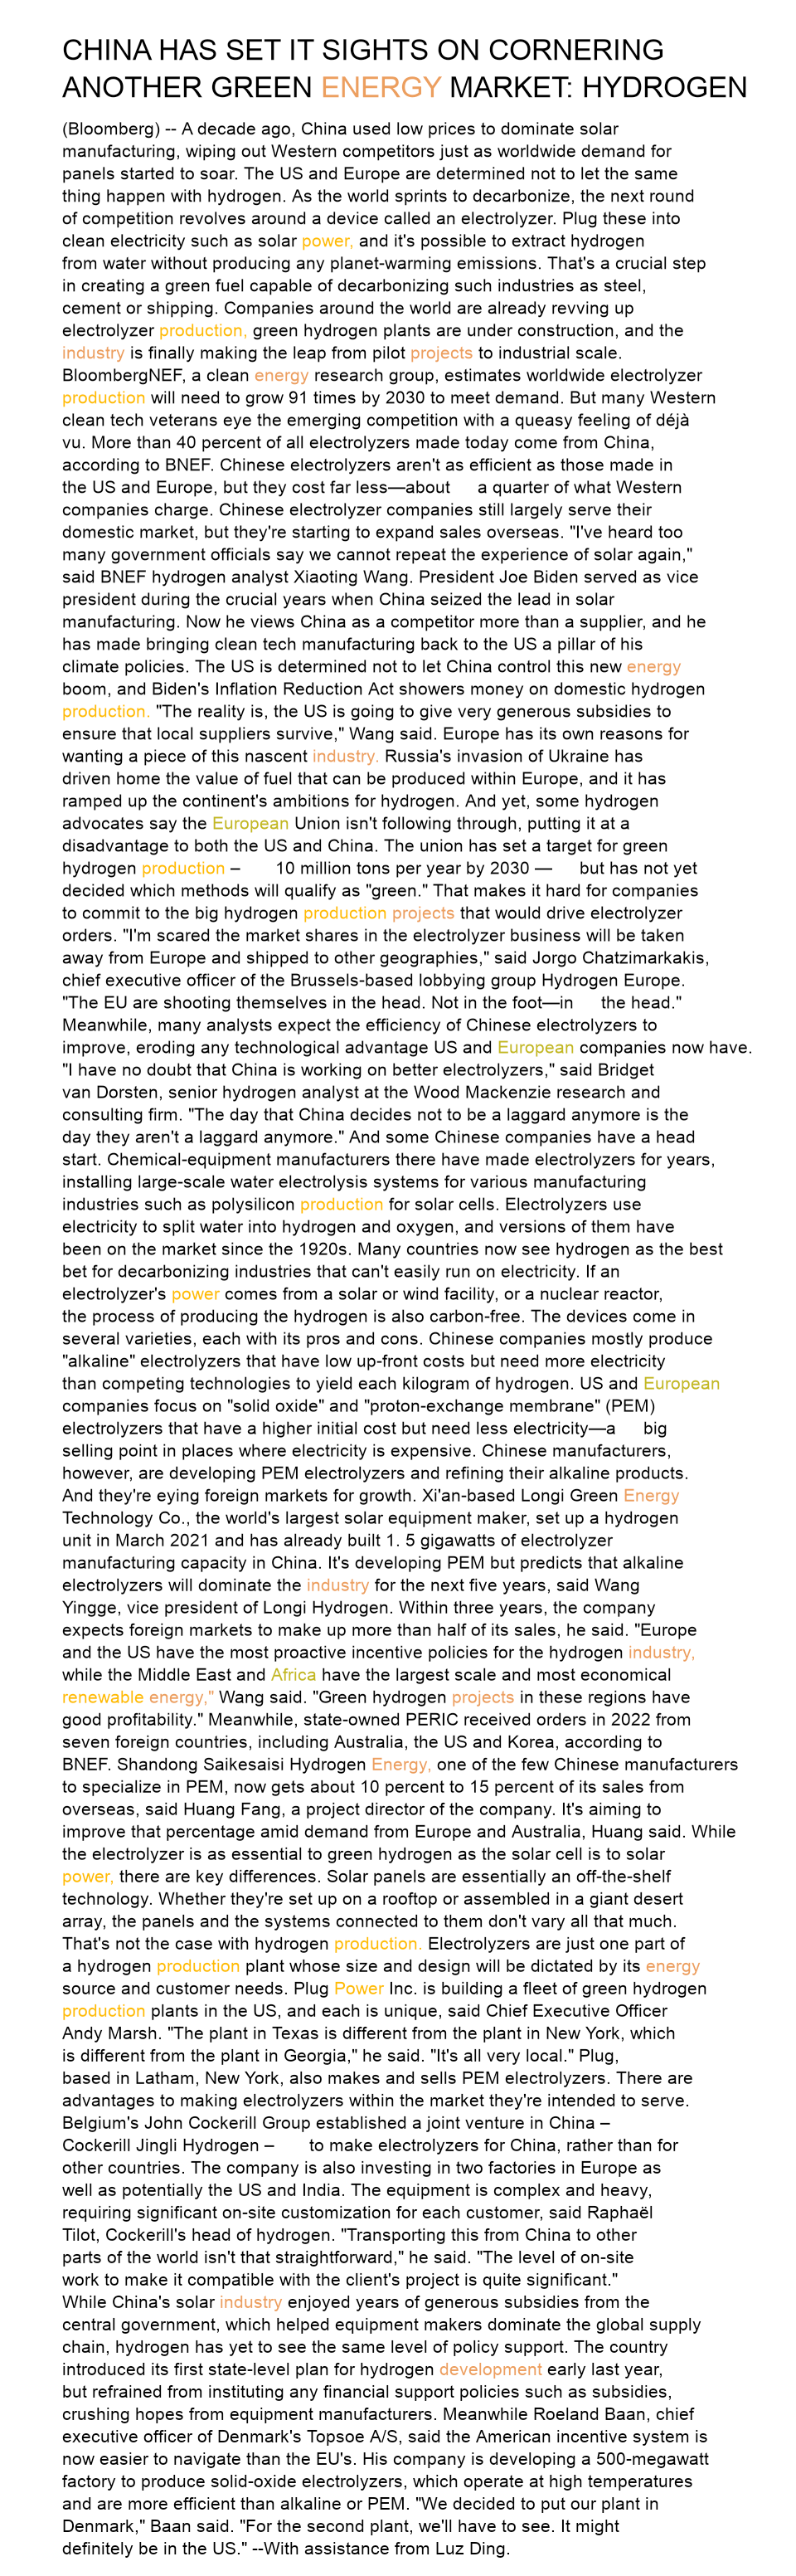 CHINA HAS SET IT SIGHTS ON CORNERING
ANOTHER GREEN ENERGY MARKET: HYDROGEN
(Bloomberg) -- A decade ago, China used low prices to dominate solar
manufacturing, wiping out Western competitors just as worldwide demand for
panels started to soar. The US and Europe are determined not to let the same
thing happen with hydrogen. As the world sprints to decarbonize, the next round
of competition revolves around a device called an electrolyzer. Plug these into
clean electricity such as solar power, and it's possible to extract hydrogen
from water without producing any planet-warming emissions. That's a crucial step
in creating a green fuel capable of decarbonizing such industries as steel,
cement or shipping. Companies around the world are already revving up
electrolyzer production, green hydrogen plants are under construction, and the
industry is finally making the leap from pilot projects to industrial scale.
BloombergNEF, a clean energy research group, estimates worldwide electrolyzer
production will need to grow 91 times by 2030 to meet demand. But many Western
clean tech veterans eye the emerging competition with a queasy feeling of déjà
vu. More than 40 percent of all electrolyzers made today come from China,
according to BNEF. Chinese electrolyzers aren't as efficient as those made in
the US and Europe, but they cost far less—about a quarter of what Western
companies charge. Chinese electrolyzer companies still largely serve their
domestic market, but they're starting to expand sales overseas. "I've heard too
many government officials say we cannot repeat the experience of solar again,"
said BNEF hydrogen analyst Xiaoting Wang. President Joe Biden served as vice
president during the crucial years when China seized the lead in solar
manufacturing. Now he views China as a competitor more than a supplier, and he
has made bringing clean tech manufacturing back to the US a pillar of his
climate policies. The US is determined not to let China control this new energy
boom, and Biden's Inflation Reduction Act showers money on domestic hydrogen
production. "The reality is, the US is going to give very generous subsidies to
ensure that local suppliers survive," Wang said. Europe has its own reasons for
wanting a piece of this nascent industry. Russia's invasion of Ukraine has
driven home the value of fuel that can be produced within Europe, and it has
ramped up the continent's ambitions for hydrogen. And yet, some hydrogen
advocates say the European Union isn't following through, putting it at a
disadvantage to both the US and China. The union has set a target for green
hydrogen production – 10 million tons per year by 2030 — but has not yet
decided which methods will qualify as "green." That makes it hard for companies
to commit to the big hydrogen production projects that would drive electrolyzer
orders. "I'm scared the market shares in the electrolyzer business will be taken
away from Europe and shipped to other geographies," said Jorgo Chatzimarkakis,
chief executive officer of the Brussels-based lobbying group Hydrogen Europe.
"The EU are shooting themselves in the head. Not in the foot—in the head."
Meanwhile, many analysts expect the efficiency of Chinese electrolyzers to
improve, eroding any technological advantage US and European companies now have.
"I have no doubt that China is working on better electrolyzers," said Bridget
van Dorsten, senior hydrogen analyst at the Wood Mackenzie research and
consulting firm. "The day that China decides not to be a laggard anymore is the
day they aren't a laggard anymore." And some Chinese companies have a head
start. Chemical-equipment manufacturers there have made electrolyzers for years,
installing large-scale water electrolysis systems for various manufacturing
industries such as polysilicon production for solar cells. Electrolyzers use
electricity to split water into hydrogen and oxygen, and versions of them have
been on the market since the 1920s. Many countries now see hydrogen as the best
bet for decarbonizing industries that can't easily run on electricity. If an
electrolyzer's power comes from a solar or wind facility, or a nuclear reactor,
the process of producing the hydrogen is also carbon-free. The devices come in
several varieties, each with its pros and cons. Chinese companies mostly produce
"alkaline" electrolyzers that have low up-front costs but need more electricity
than competing technologies to yield each kilogram of hydrogen. US and European
companies focus on "solid oxide" and "proton-exchange membrane" (PEM)
electrolyzers that have a higher initial cost but need less electricity—a big
selling point in places where electricity is expensive. Chinese manufacturers,
however, are developing PEM electrolyzers and refining their alkaline products.
And they're eying foreign markets for growth. Xi'an-based Longi Green Energy
Technology Co., the world's largest solar equipment maker, set up a hydrogen
unit in March 2021 and has already built 1. 5 gigawatts of electrolyzer
manufacturing capacity in China. It's developing PEM but predicts that alkaline
electrolyzers will dominate the industry for the next five years, said Wang
Yingge, vice president of Longi Hydrogen. Within three years, the company
expects foreign markets to make up more than half of its sales, he said. "Europe
and the US have the most proactive incentive policies for the hydrogen industry,
while the Middle East and Africa have the largest scale and most economical
renewable energy," Wang said. "Green hydrogen projects in these regions have
good profitability." Meanwhile, state-owned PERIC received orders in 2022 from
seven foreign countries, including Australia, the US and Korea, according to
BNEF. Shandong Saikesaisi Hydrogen Energy, one of the few Chinese manufacturers
to specialize in PEM, now gets about 10 percent to 15 percent of its sales from
overseas, said Huang Fang, a project director of the company. It's aiming to
improve that percentage amid demand from Europe and Australia, Huang said. While
the electrolyzer is as essential to green hydrogen as the solar cell is to solar
power, there are key differences. Solar panels are essentially an off-the-shelf
technology. Whether they're set up on a rooftop or assembled in a giant desert
array, the panels and the systems connected to them don't vary all that much.
That's not the case with hydrogen production. Electrolyzers are just one part of
a hydrogen production plant whose size and design will be dictated by its energy
source and customer needs. Plug Power Inc. is building a fleet of green hydrogen
production plants in the US, and each is unique, said Chief Executive Officer
Andy Marsh. "The plant in Texas is different from the plant in New York, which
is different from the plant in Georgia," he said. "It's all very local." Plug,
based in Latham, New York, also makes and sells PEM electrolyzers. There are
advantages to making electrolyzers within the market they're intended to serve.
Belgium's John Cockerill Group established a joint venture in China –
Cockerill Jingli Hydrogen – to make electrolyzers for China, rather than for
other countries. The company is also investing in two factories in Europe as
well as potentially the US and India. The equipment is complex and heavy,
requiring significant on-site customization for each customer, said Raphaël
Tilot, Cockerill's head of hydrogen. "Transporting this from China to other
parts of the world isn't that straightforward," he said. "The level of on-site
work to make it compatible with the client's project is quite significant."
While China's solar industry enjoyed years of generous subsidies from the
central government, which helped equipment makers dominate the global supply
chain, hydrogen has yet to see the same level of policy support. The country
introduced its first state-level plan for hydrogen development early last year,
but refrained from instituting any financial support policies such as subsidies,
crushing hopes from equipment manufacturers. Meanwhile Roeland Baan, chief
executive officer of Denmark's Topsoe A/S, said the American incentive system is
now easier to navigate than the EU's. His company is developing a 500-megawatt
factory to produce solid-oxide electrolyzers, which operate at high temperatures
and are more efficient than alkaline or PEM. "We decided to put our plant in
Denmark," Baan said. "For the second plant, we'll have to see. It might
definitely be in the US." --With assistance from Luz Ding.